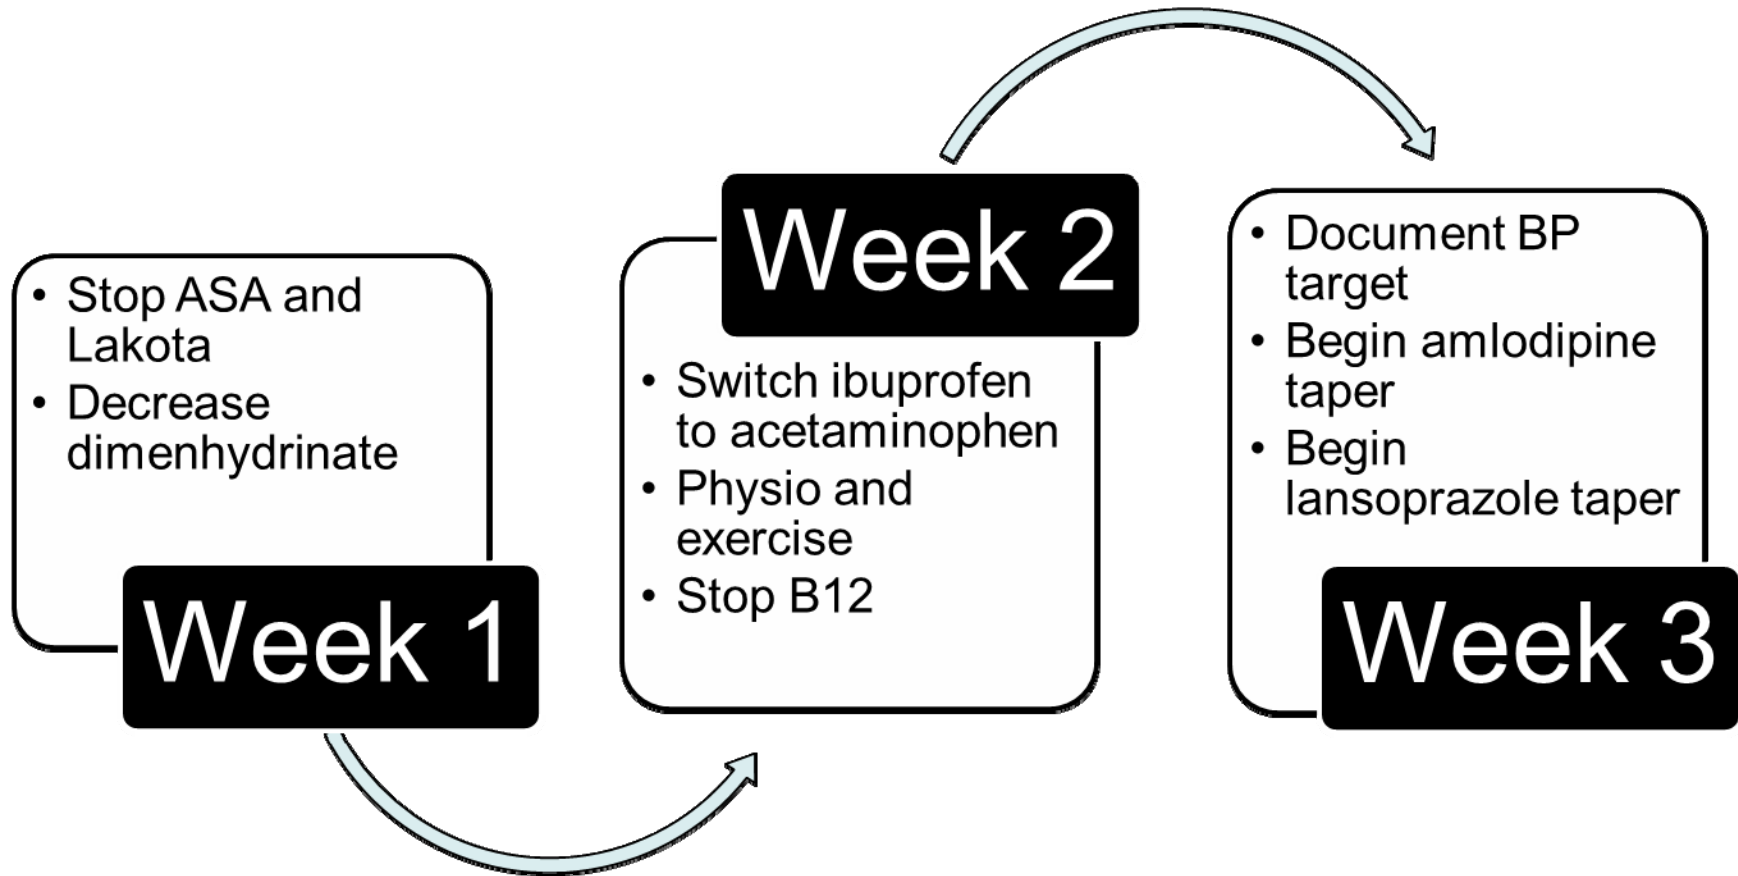 • Stop ASA and
Lakota
• Decrease
dimenhydrinate
Week 1
Week 2
• Switch ibuprofen
to acetaminophen
• Physio and
exercise
• Stop B12
• Document BP
target
• Begin amlodipine
taper
• Begin
lansoprazole taper
Week 3